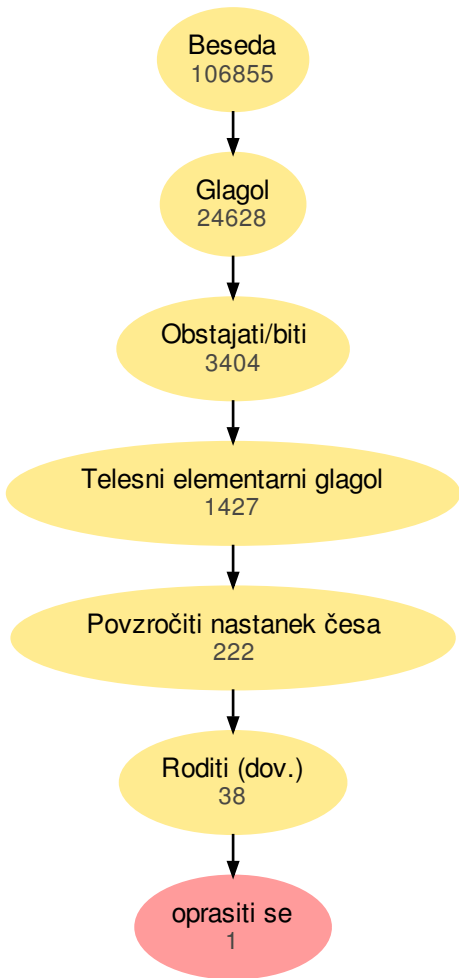 Beseda
106855
Glagol
24628
Obstajati/biti
3404
Telesni elementarni glagol
1427
Povzročiti nastanek česa
222
Roditi (dov.)
38
oprasiti se
1